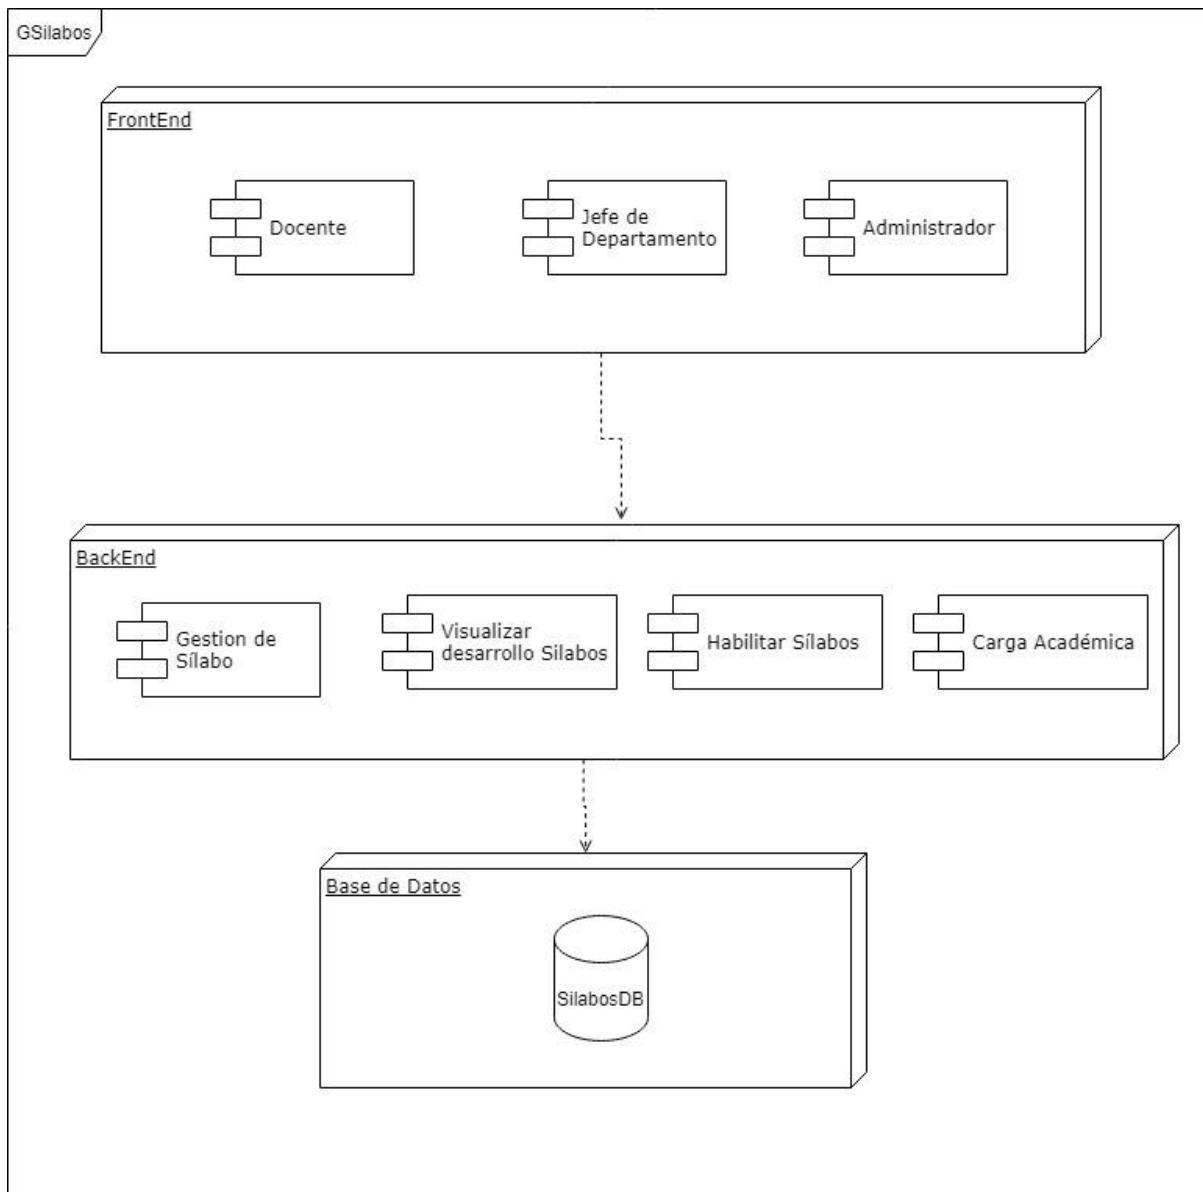 GSilabos
FrontEnd
Docente
Jefe de
Departamento
Administrador
BackEnd
Gestion de
Sílabo
Visualizar
desarrollo Silabos
Habilitar Sílabos
Carga Académica
Base de Datos
SilabosDB